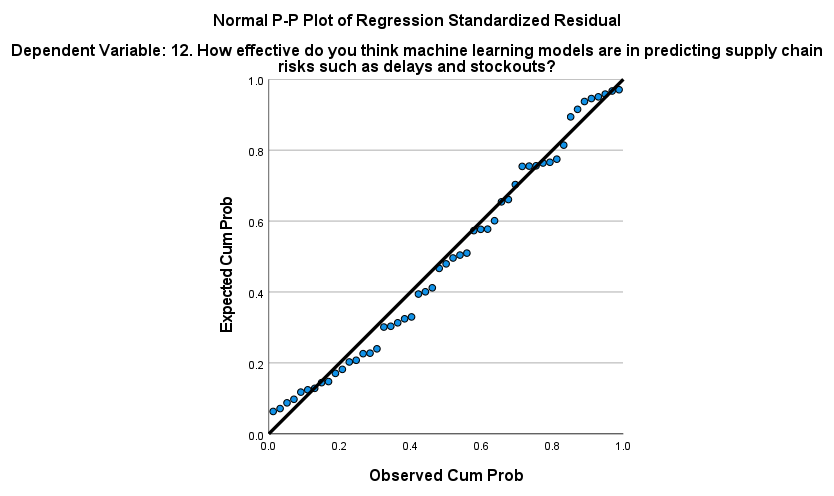 Normal P-P Plot of Regression Standardized Residual
Dependent Variable: 12. How effective do you think machine learning models are in predicting supply chain
risks such as delays and stockouts?
1.0
0.8
0.6
0.4
0.2
0.0
Expected Cum Prob
0.0 0.2 0.4 0.6 0.8 1.0
Observed Cum Prob